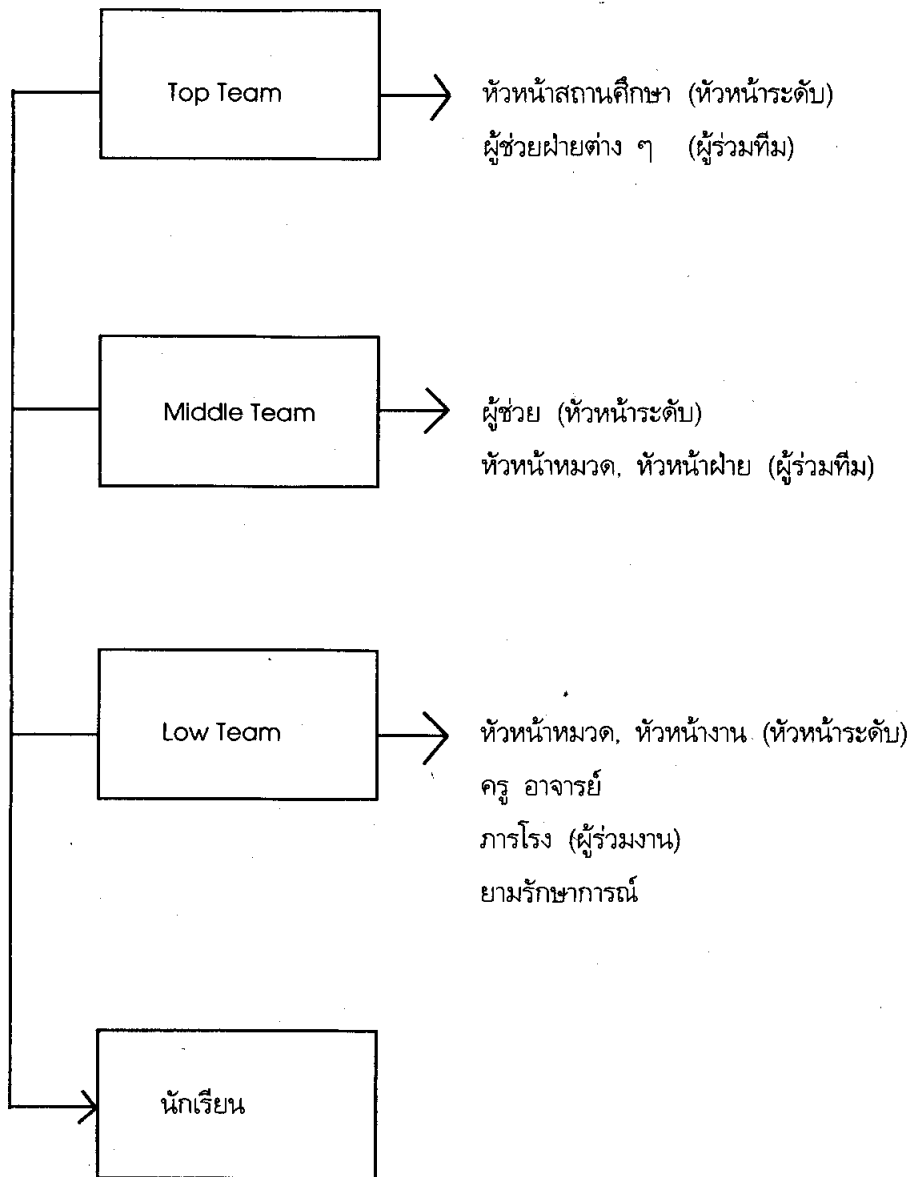 Top Team
หัวหน้าสถานศึกษา (หัวหน้าระดับ)
ผู้ช่วยฝ่ายต่าง ๆ (ผู้ร่วมทีม)
Middle Team
ผู้ช่วย (หัวหน้าระดับ)
หัวหน้าหมวด, หัวหน้าฝ่าย (ผู้ร่วมทีม)
Low Team
หัวหน้าหมวด, หัวหน้างาน (หัวหน้าระดับ)
ครู อาจารย์
ภารโรง (ผู้ร่วมงาน)
ยามรักษาการณ์
นักเรียน